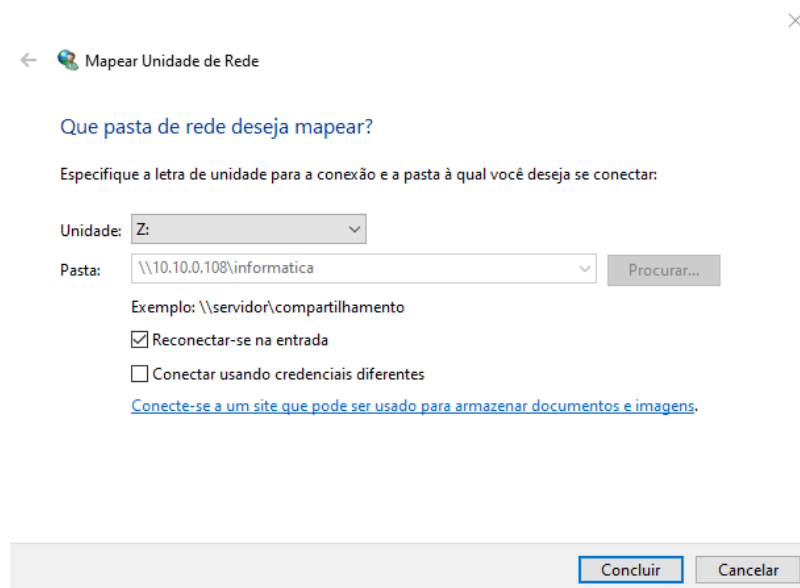 Mapear Unidade de Rede
Que pasta de rede deseja mapear?
Especifique a letra de unidade para a conexão e a pasta à qual você deseja se conectar:
Unidade: Z:
Pasta: \\10.10.0.108\informatica Procurar...
Exemplo: \\servidor\compartilhamento
Reconectar-se na entrada
Conectar usando credenciais diferentes
Conecte-se a um site que pode ser usado para armazenar documentos e imagens.
Concluir Cancelar